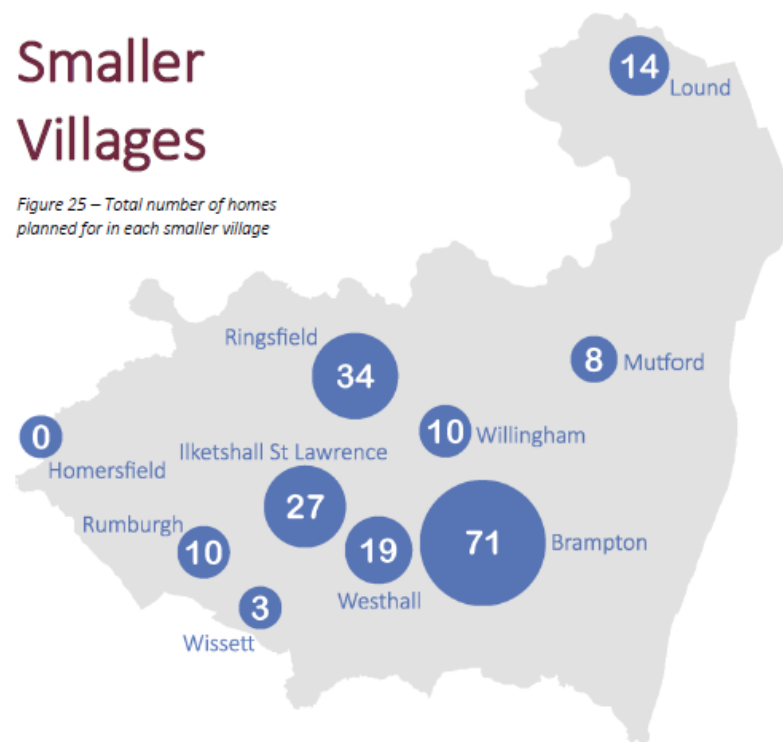 Smaller
Villages
Figure 25 – Total number of homes
planned for in each smaller village
14
Lound
Ringsfield
34
8
Mutford
0
Homersfield
10
Willingham
Ilketshall St Lawrence
27
Rumburgh
10
19
Westhall
71
Brampton
3
Wissett